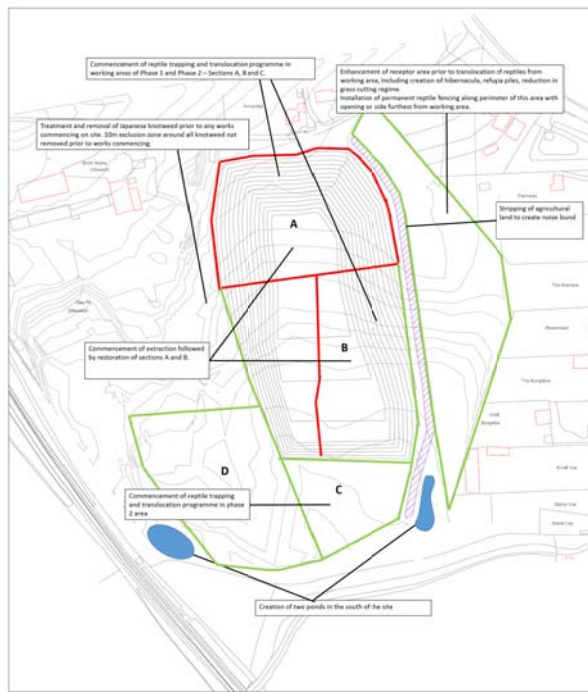 Commencement of reptile trapping and translocation programme in
working areas of Phase 1 and Phase 2 – Sections A, B and C.
Enhancement of receptor area prior to translocation of reptiles from
working area, Including creation of hibernacula, refugia piles, reduction in
grass cutting regime.
Installation of permanent reptile fencing along perimeter of this area with
opening or side furthest from working area.
Treatment and removal of Japanese knotweed prior to any works
commencing on site. 10m exclusion zone around all knotweed not
removed prior to works commencing.
Stripping of agricultural
land to create noise bund
A
Commencement of extraction followed
by restoration of sections A and B.
B
The Bungalow
D
C
Commencement of reptile trapping
and translocation programme in phase
2 area
Creation of two ponds in the south of the site